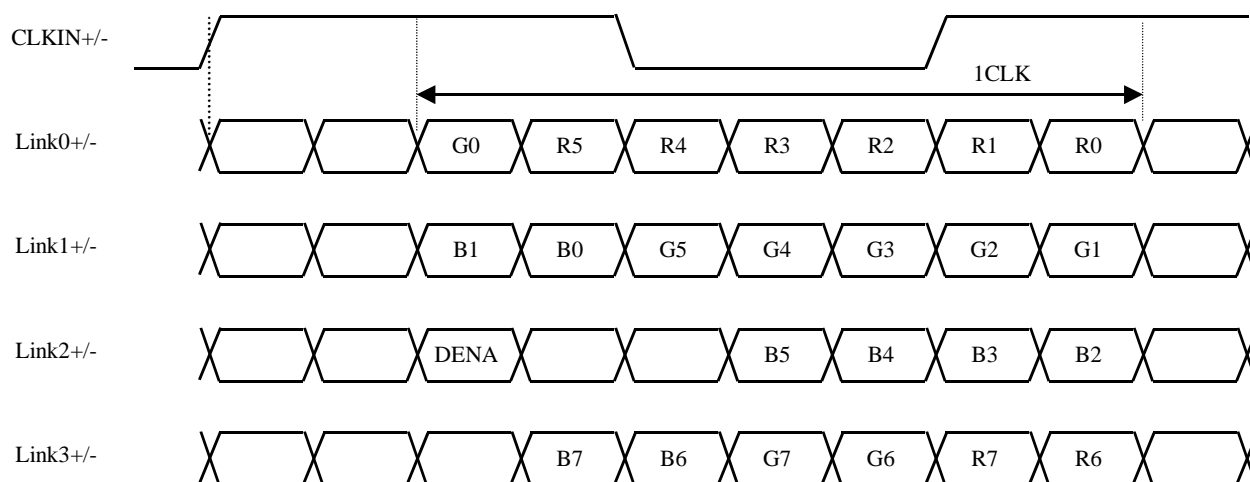 CLKIN+/-
1CLK
Link0+/- G0 R5 R4 R3 R2 R1 R0
Link1+/- B1 B0 G5 G4 G3 G2 G1
Link2+/- DENA B5 B4 B3 B2
Link3+/- B7 B6 G7 G6 R7 R6